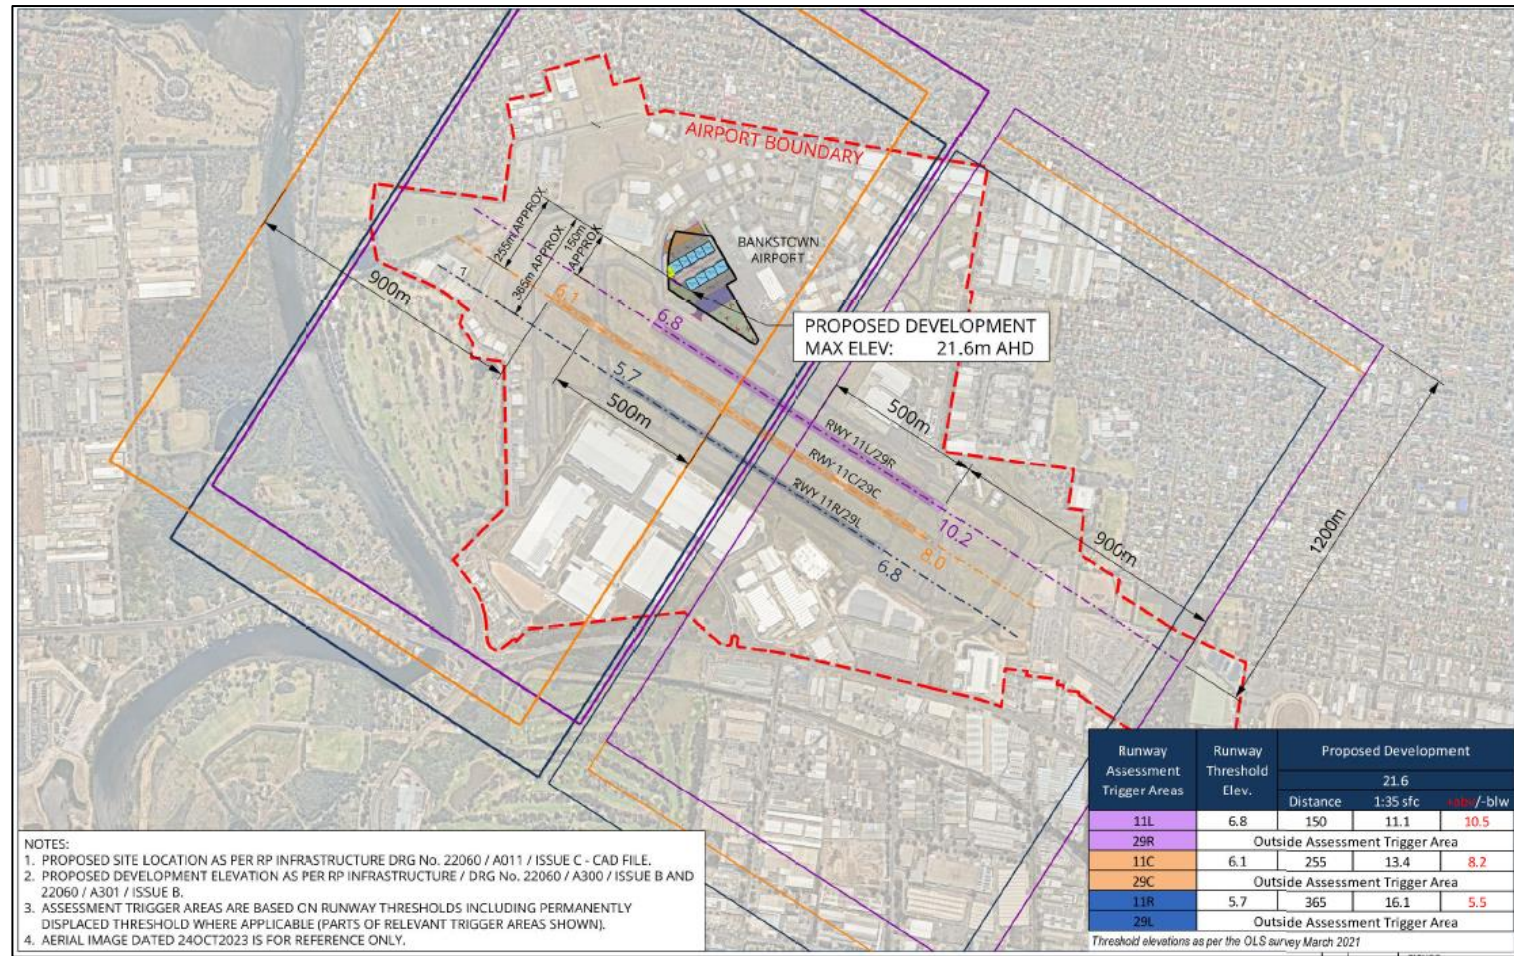 AIRPORT BOUNDARY
255m APPROX.
365m APPROX.
150m
APPROX
BANKSTOWN
AIRPORT
900m
7
6.1
6.8
5.7
PROPOSED DEVELOPMENT
MAX ELEV: 21.6m AHD
500m
500m
RWY 11L/29R
RWY 11C/29C
RWY 11R/29L
10.2
8.0
6.8
900m
1200m
NOTES:
1. PROPOSED SITE LOCATION AS PER RP INFRASTRUCTURE DRG No. 22060 / A011 / ISSUE C - CAD FILE.
2. PROPOSED DEVELOPMENT ELEVATION AS PER RP INFRASTRUCTURE / DRG No. 22060 / A300 / ISSUE B AND
22060 / A301 / ISSUE B.
3. ASSESSMENT TRIGGER AREAS ARE BASED ON RUNWAY THRESHOLDS INCLUDING PERMANENTLY
DISPLACED THRESHOLD WHERE APPLICABLE (PARTS OF RELEVANT TRIGGER AREAS SHOWN).
4. AERIAL IMAGE DATED 24OCT2023 IS FOR REFERENCE ONLY.
Runway Assessment Trigger Areas Runway Threshold Elev. Proposed Development
21.6
Distance 1:35 sfc +abv/-blw
11L 6.8 150 11.1 10.5
29R Outside Assessment Trigger Area
11C 6.1 255 13.4 8.2
29C Outside Assessment Trigger Area
11R 5.7 365 16.1 5.5
29L Outside Assessment Trigger Area
Threshold elevations as per the OLS survey March 2021